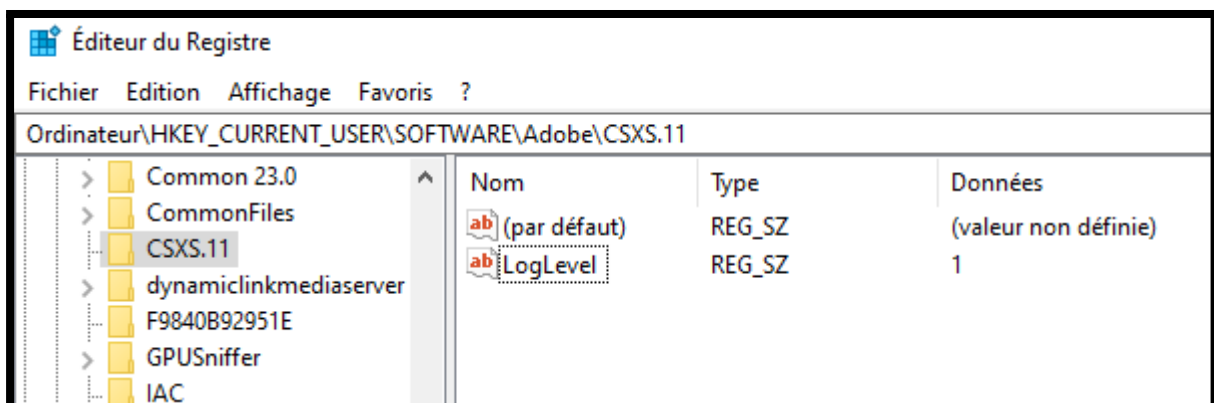 Éditeur du Registre
Fichier Edition Affichage Favoris ?
Ordinateur\HKEY_CURRENT_USER\SOFTWARE\Adobe\CSXS.11
Common 23.0
CommonFiles
CSXS.11
dynamiclinkmediaserver
F9840B92951E
GPUSniffer
IAC
Nom Type Données
ab (par défaut) REG_SZ (valeur non définie)
ab LogLevel REG_SZ 1